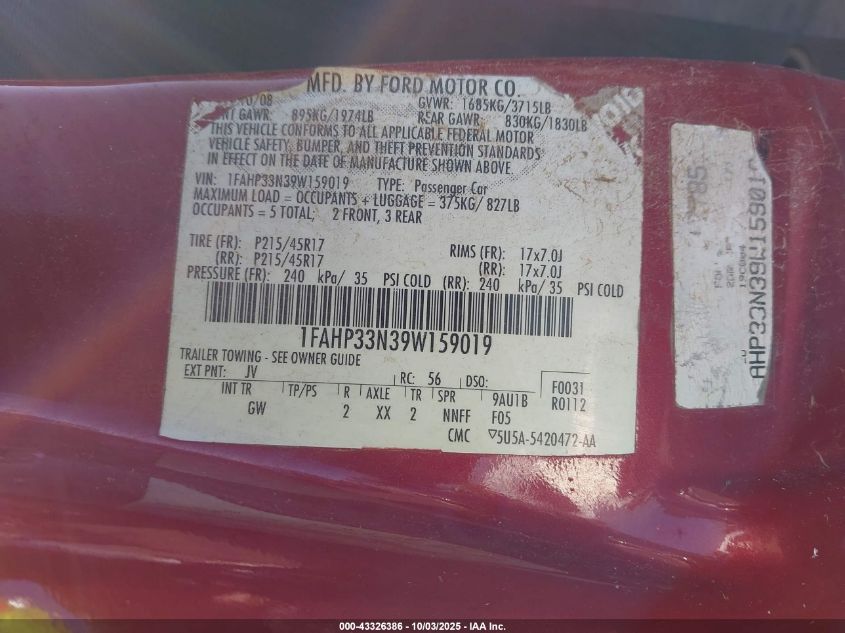 MFD. BY FORD MOTOR CO.
0/08 GVWR: 1685KG/3715LB
NT GAWR: 895KG/1974LB REAR GAWR: 830KG/1830LB
THIS VEHICLE CONFORMS TO ALL APPLICABLE FEDERAL MOTOR
VEHICLE SAFETY, BUMPER, AND THEFT PREVENTION STANDARDS
IN EFFECT ON THE DATE OF MANUFACTURE SHOWN ABOVE.
VIN: 1FAHP33N39W159019 TYPE: Passenger Car
MAXIMUM LOAD = OCCUPANTS + LUGGAGE = 375KG/ 827LB
OCCUPANTS = 5 TOTAL; 2 FRONT, 3 REAR
TIRE (FR): P215/45R17 RIMS (FR): 17x7.0J
(RR): P215/45R17 (RR): 17x7.0J
PRESSURE (FR): 240 kPa/ 35 PSI COLD (RR): 240 kPa/ 35 PSI COLD
1FAHP33N39W159019
TRAILER TOWING - SEE OWNER GUIDE
EXT PNT: JV RC: 56 DSO: F0031
INT TR TP/PS R AXLE TR SPR 9AU1B R0112
GW 2 XX 2 NNFF F05
CMC ▽5U5A-5420472-AA
000-43326386 - 10/03/2025 - IAA Inc.